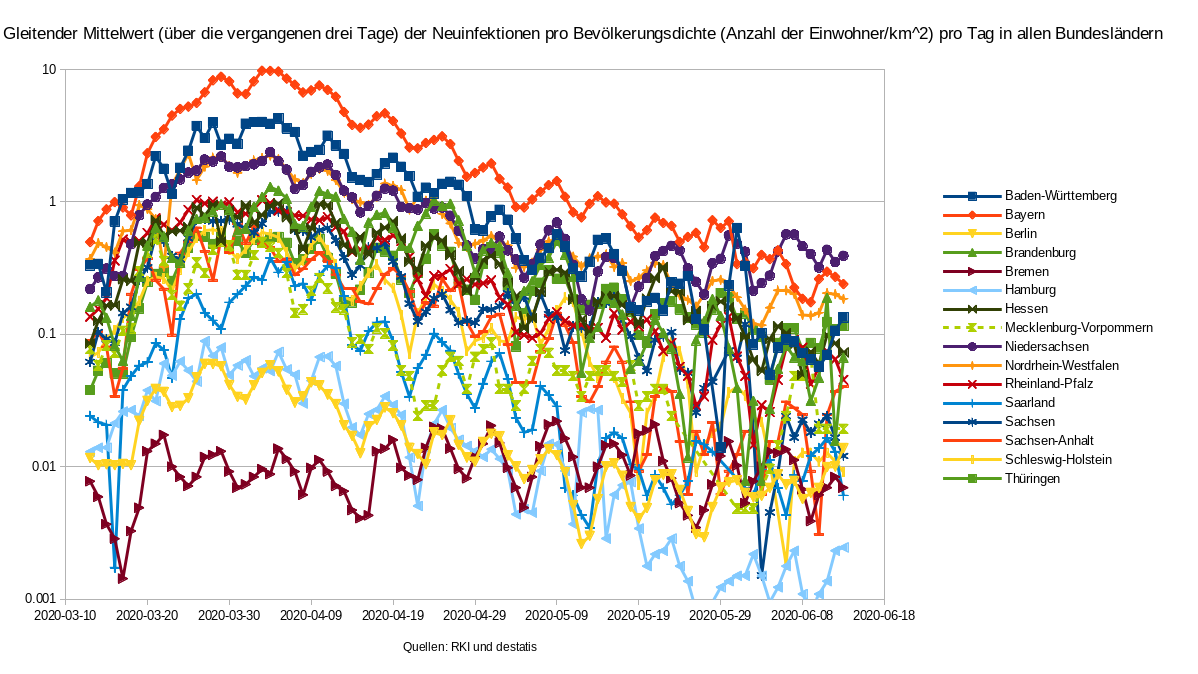 Gleitender Mittelwert (über die vergangenen drei Tage) der Neuinfektionen pro Bevölkerungsdichte (Anzahl der Einwohner/km^2) pro Tag in allen Bundesländern
10
1
0.1
0.01
0.001
2020-03-10 2020-03-20 2020-03-30 2020-04-09 2020-04-19 2020-04-29 2020-05-09 2020-05-19 2020-05-29 2020-06-08 2020-06-18
Quellen: RKI und destatis
Baden-Württemberg
Bayern
Berlin
Brandenburg
Bremen
Hamburg
Hessen
Mecklenburg-Vorpommern
Niedersachsen
Nordrhein-Westfalen
Rheinland-Pfalz
Saarland
Sachsen
Sachsen-Anhalt
Schleswig-Holstein
Thüringen